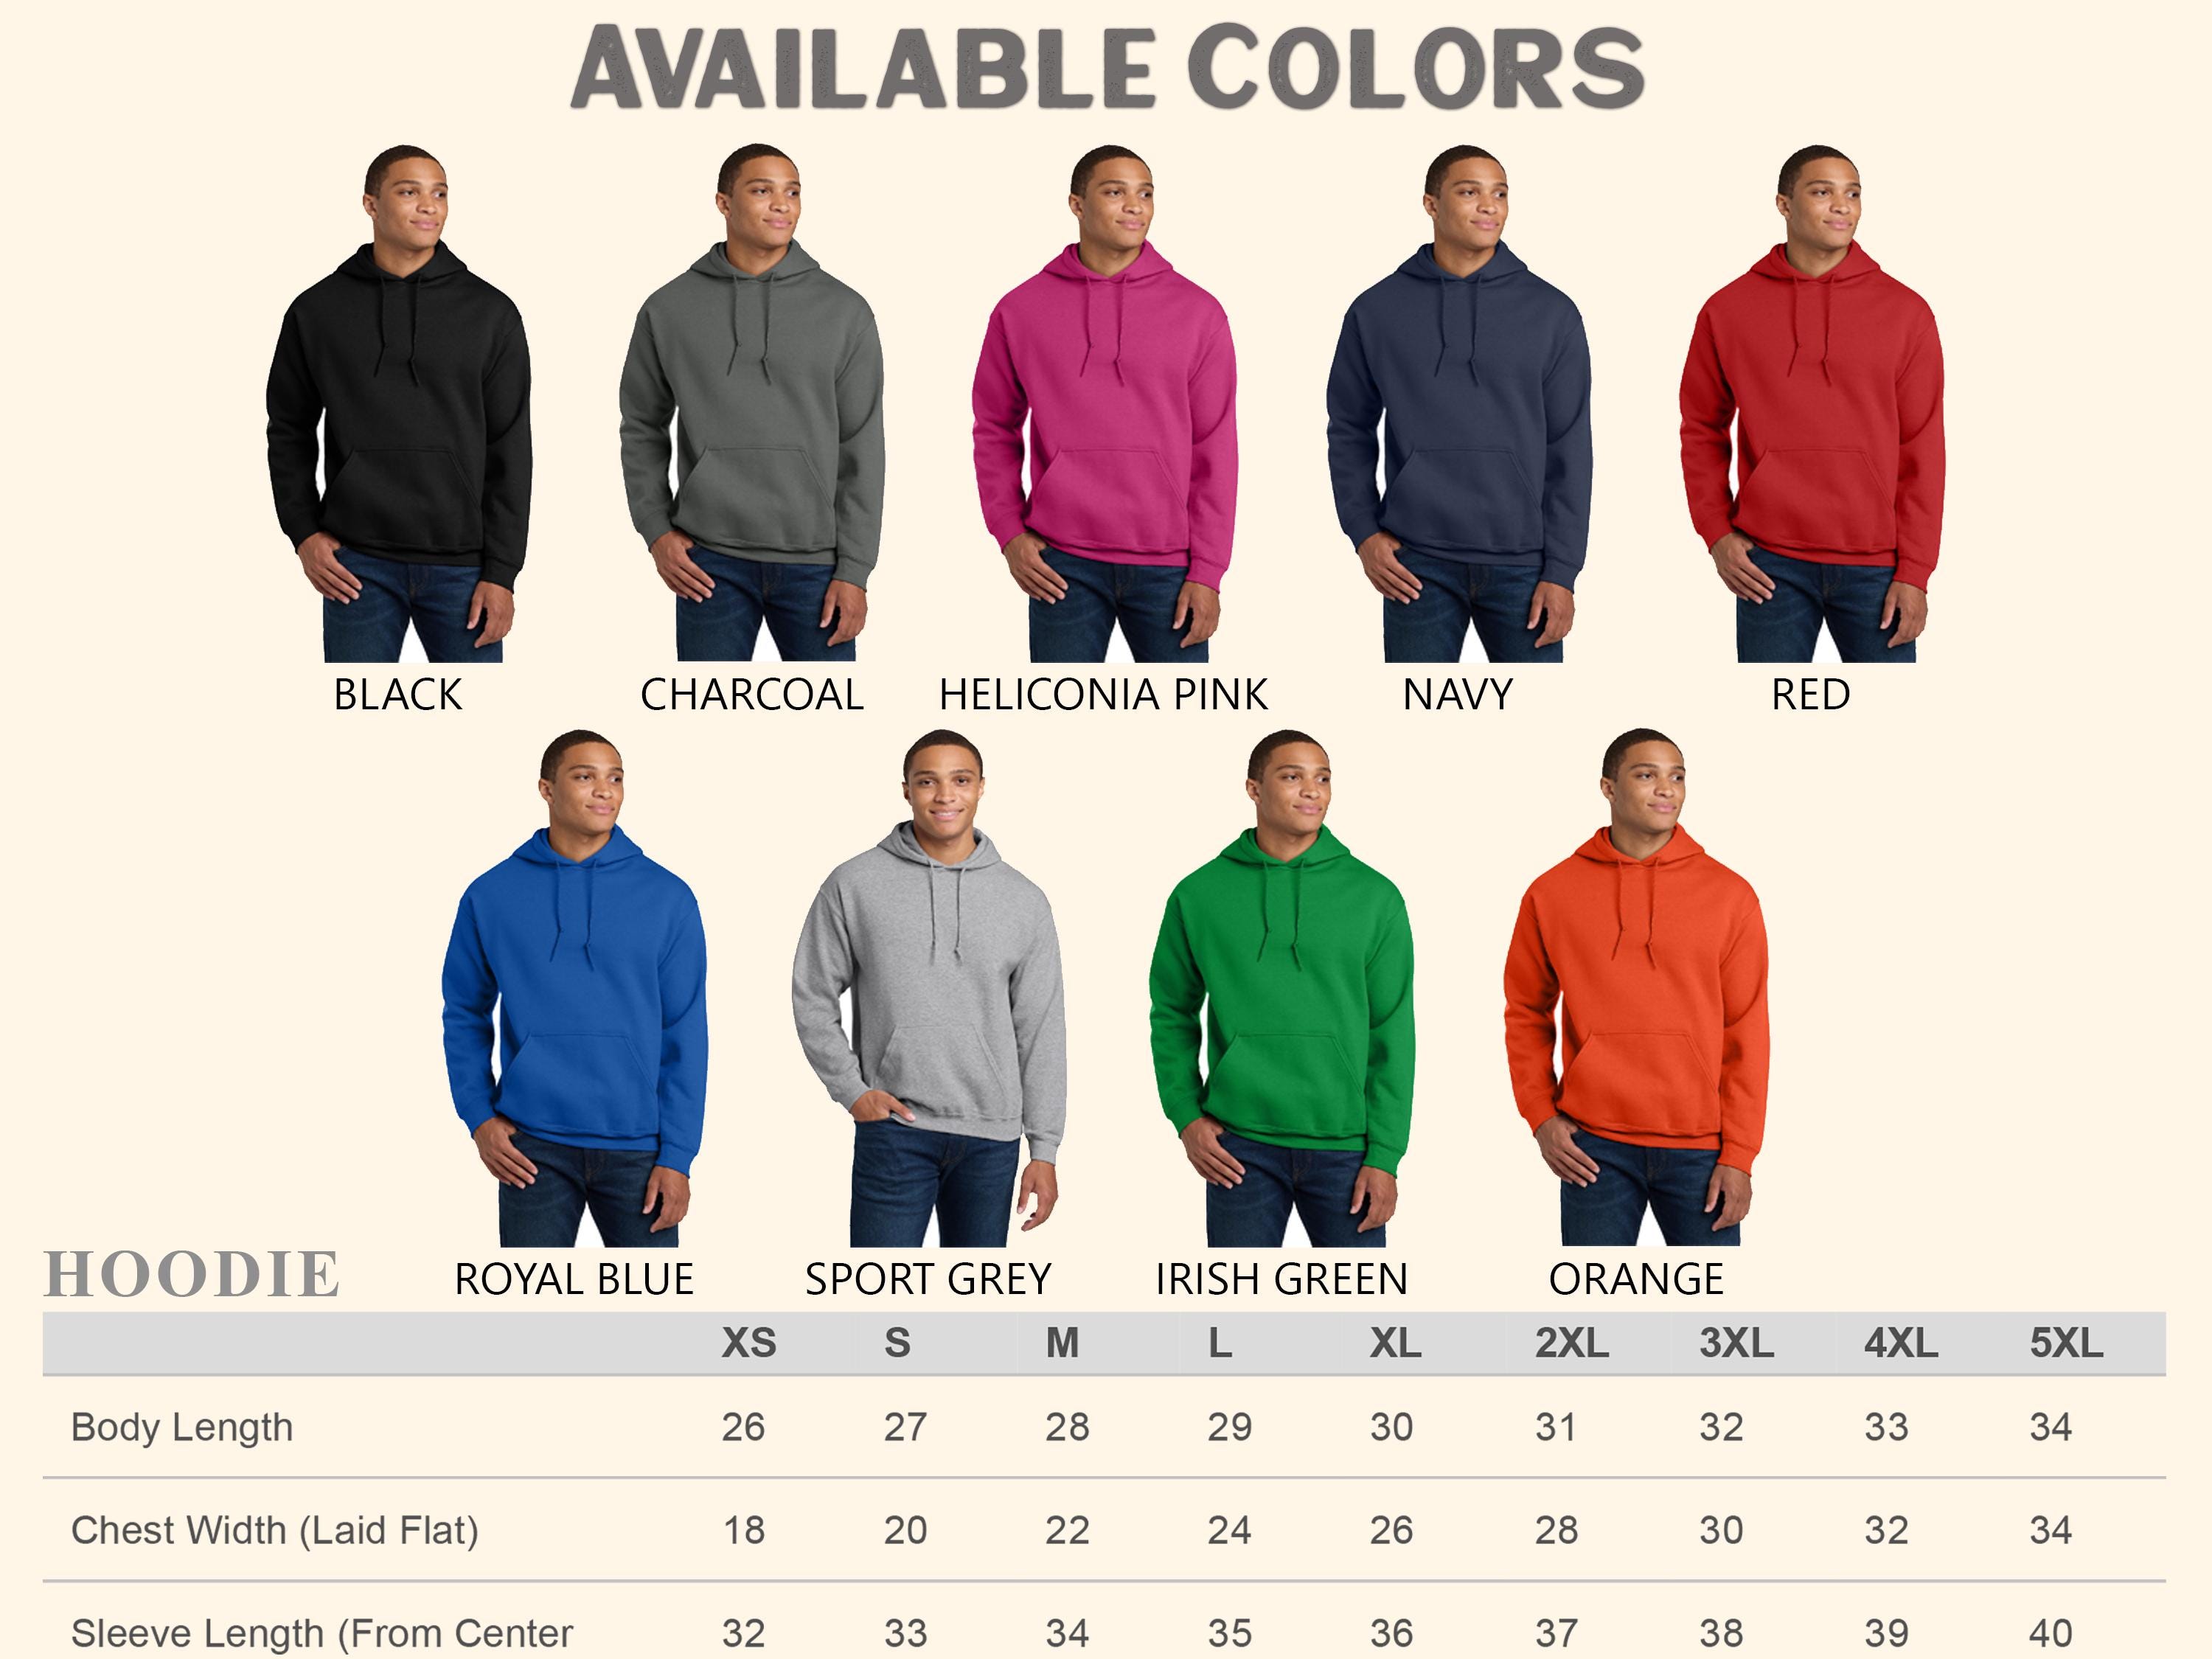 AVAILABLE COLORS
BLACK
CHARCOAL
HELICONIA PINK
NAVY
RED
ROYAL BLUE
SPORT GREY
IRISH GREEN
ORANGE
HOODIE
XS S M L XL 2XL 3XL 4XL 5XL
Body Length 26 27 28 29 30 31 32 33 34
Chest Width (Laid Flat) 18 20 22 24 26 28 30 32 34
Sleeve Length (From Center 32 33 34 35 36 37 38 39 40